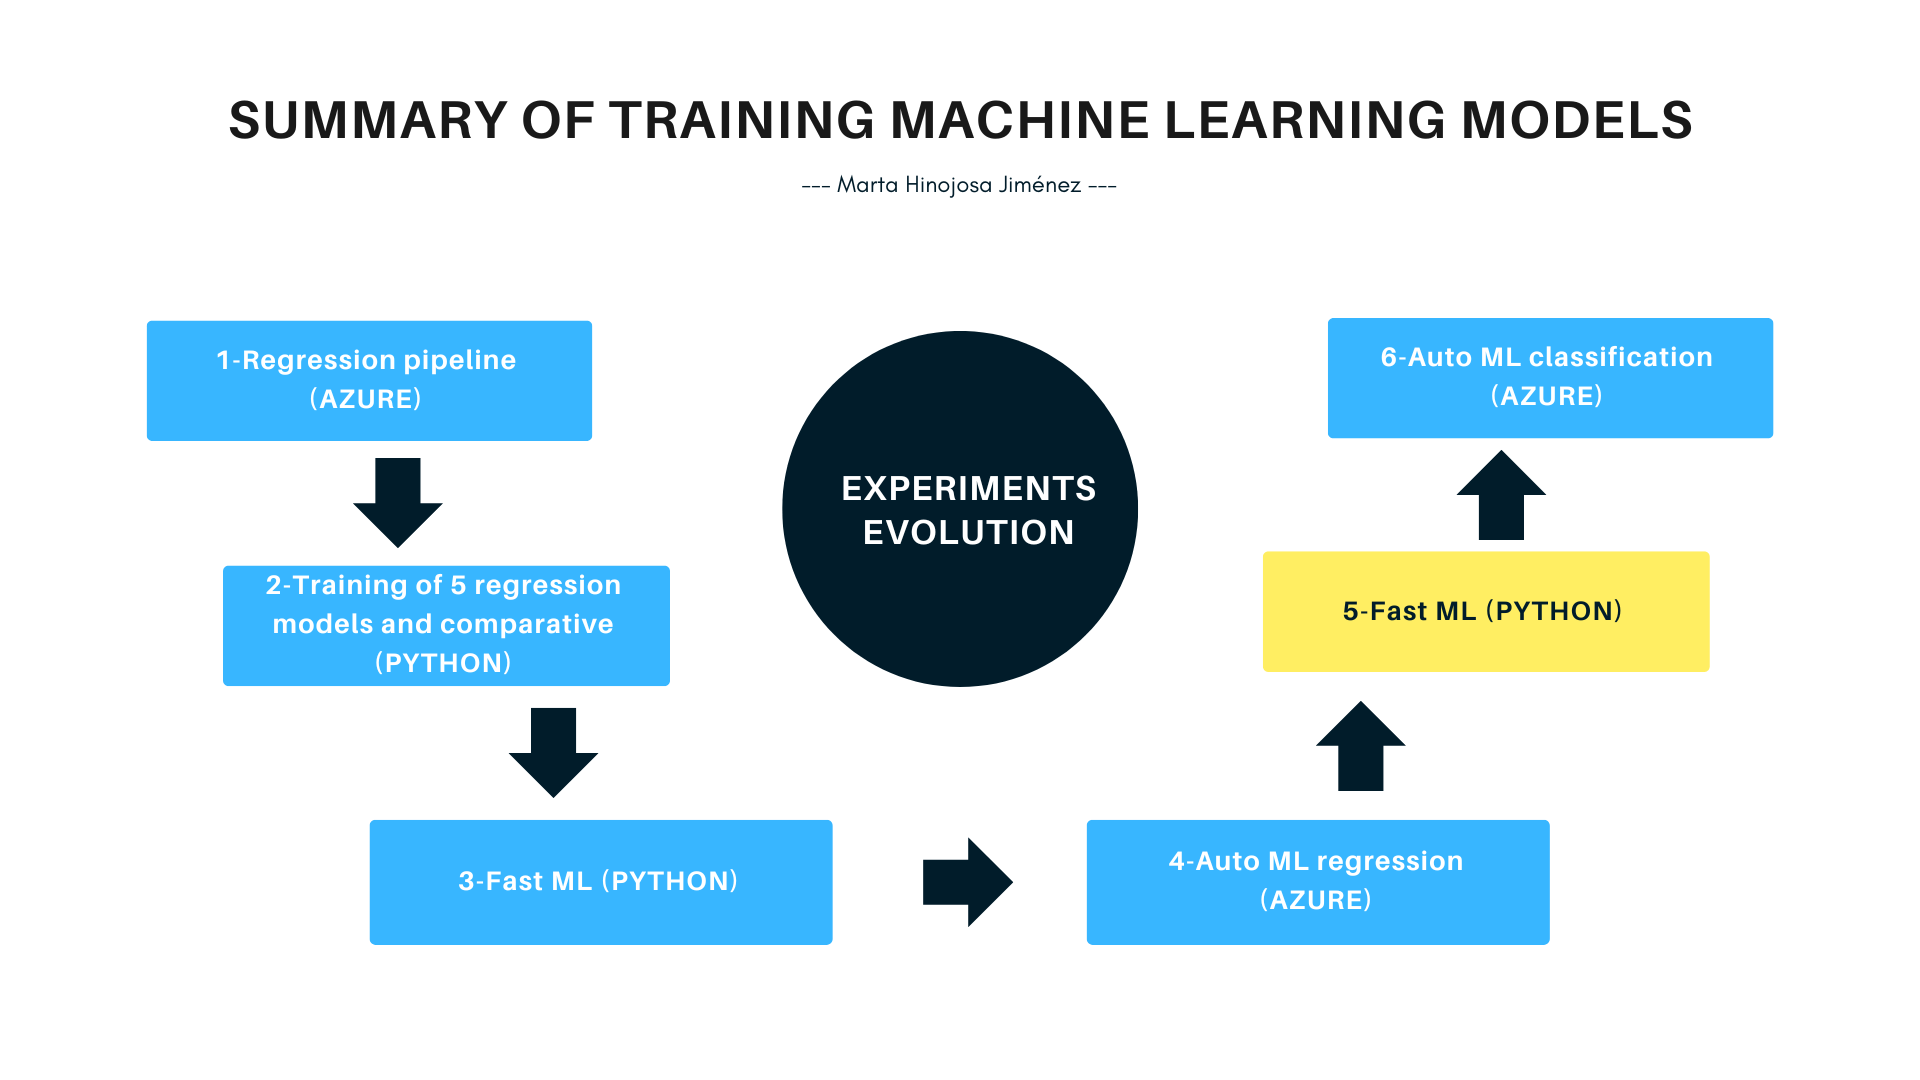 SUMMARY OF TRAINING MACHINE LEARNING MODELS
--- Marta Hinojosa Jiménez ---
1-Regression pipeline
(AZURE)
2-Training of 5 regression
models and comparative
(PYTHON)
3-Fast ML (PYTHON)
EXPERIMENTS
EVOLUTION
4-Auto ML regression
(AZURE)
5-Fast ML (PYTHON)
6-Auto ML classification
(AZURE)